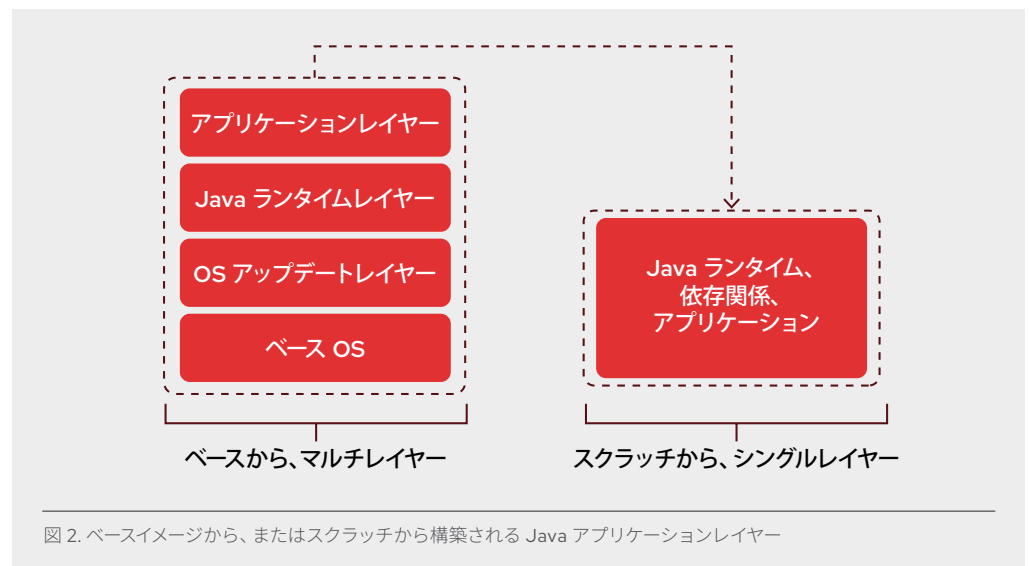 アプリケーションレイヤー
Java ランタイムレイヤー
OS アップデートレイヤー
ベース OS
ベースから、マルチレイヤー
Java ランタイム、
依存関係、
アプリケーション
スクラッチから、シングルレイヤー
図 2. ベースイメージから、またはスクラッチから構築される Java アプリケーションレイヤー